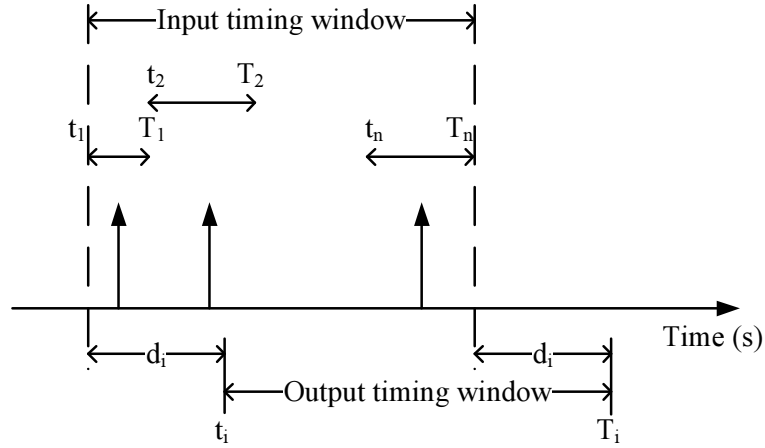 Input timing window
t2 T2
t1 T1 tn Tn
Time (s)
di di
Output timing window
ti Ti